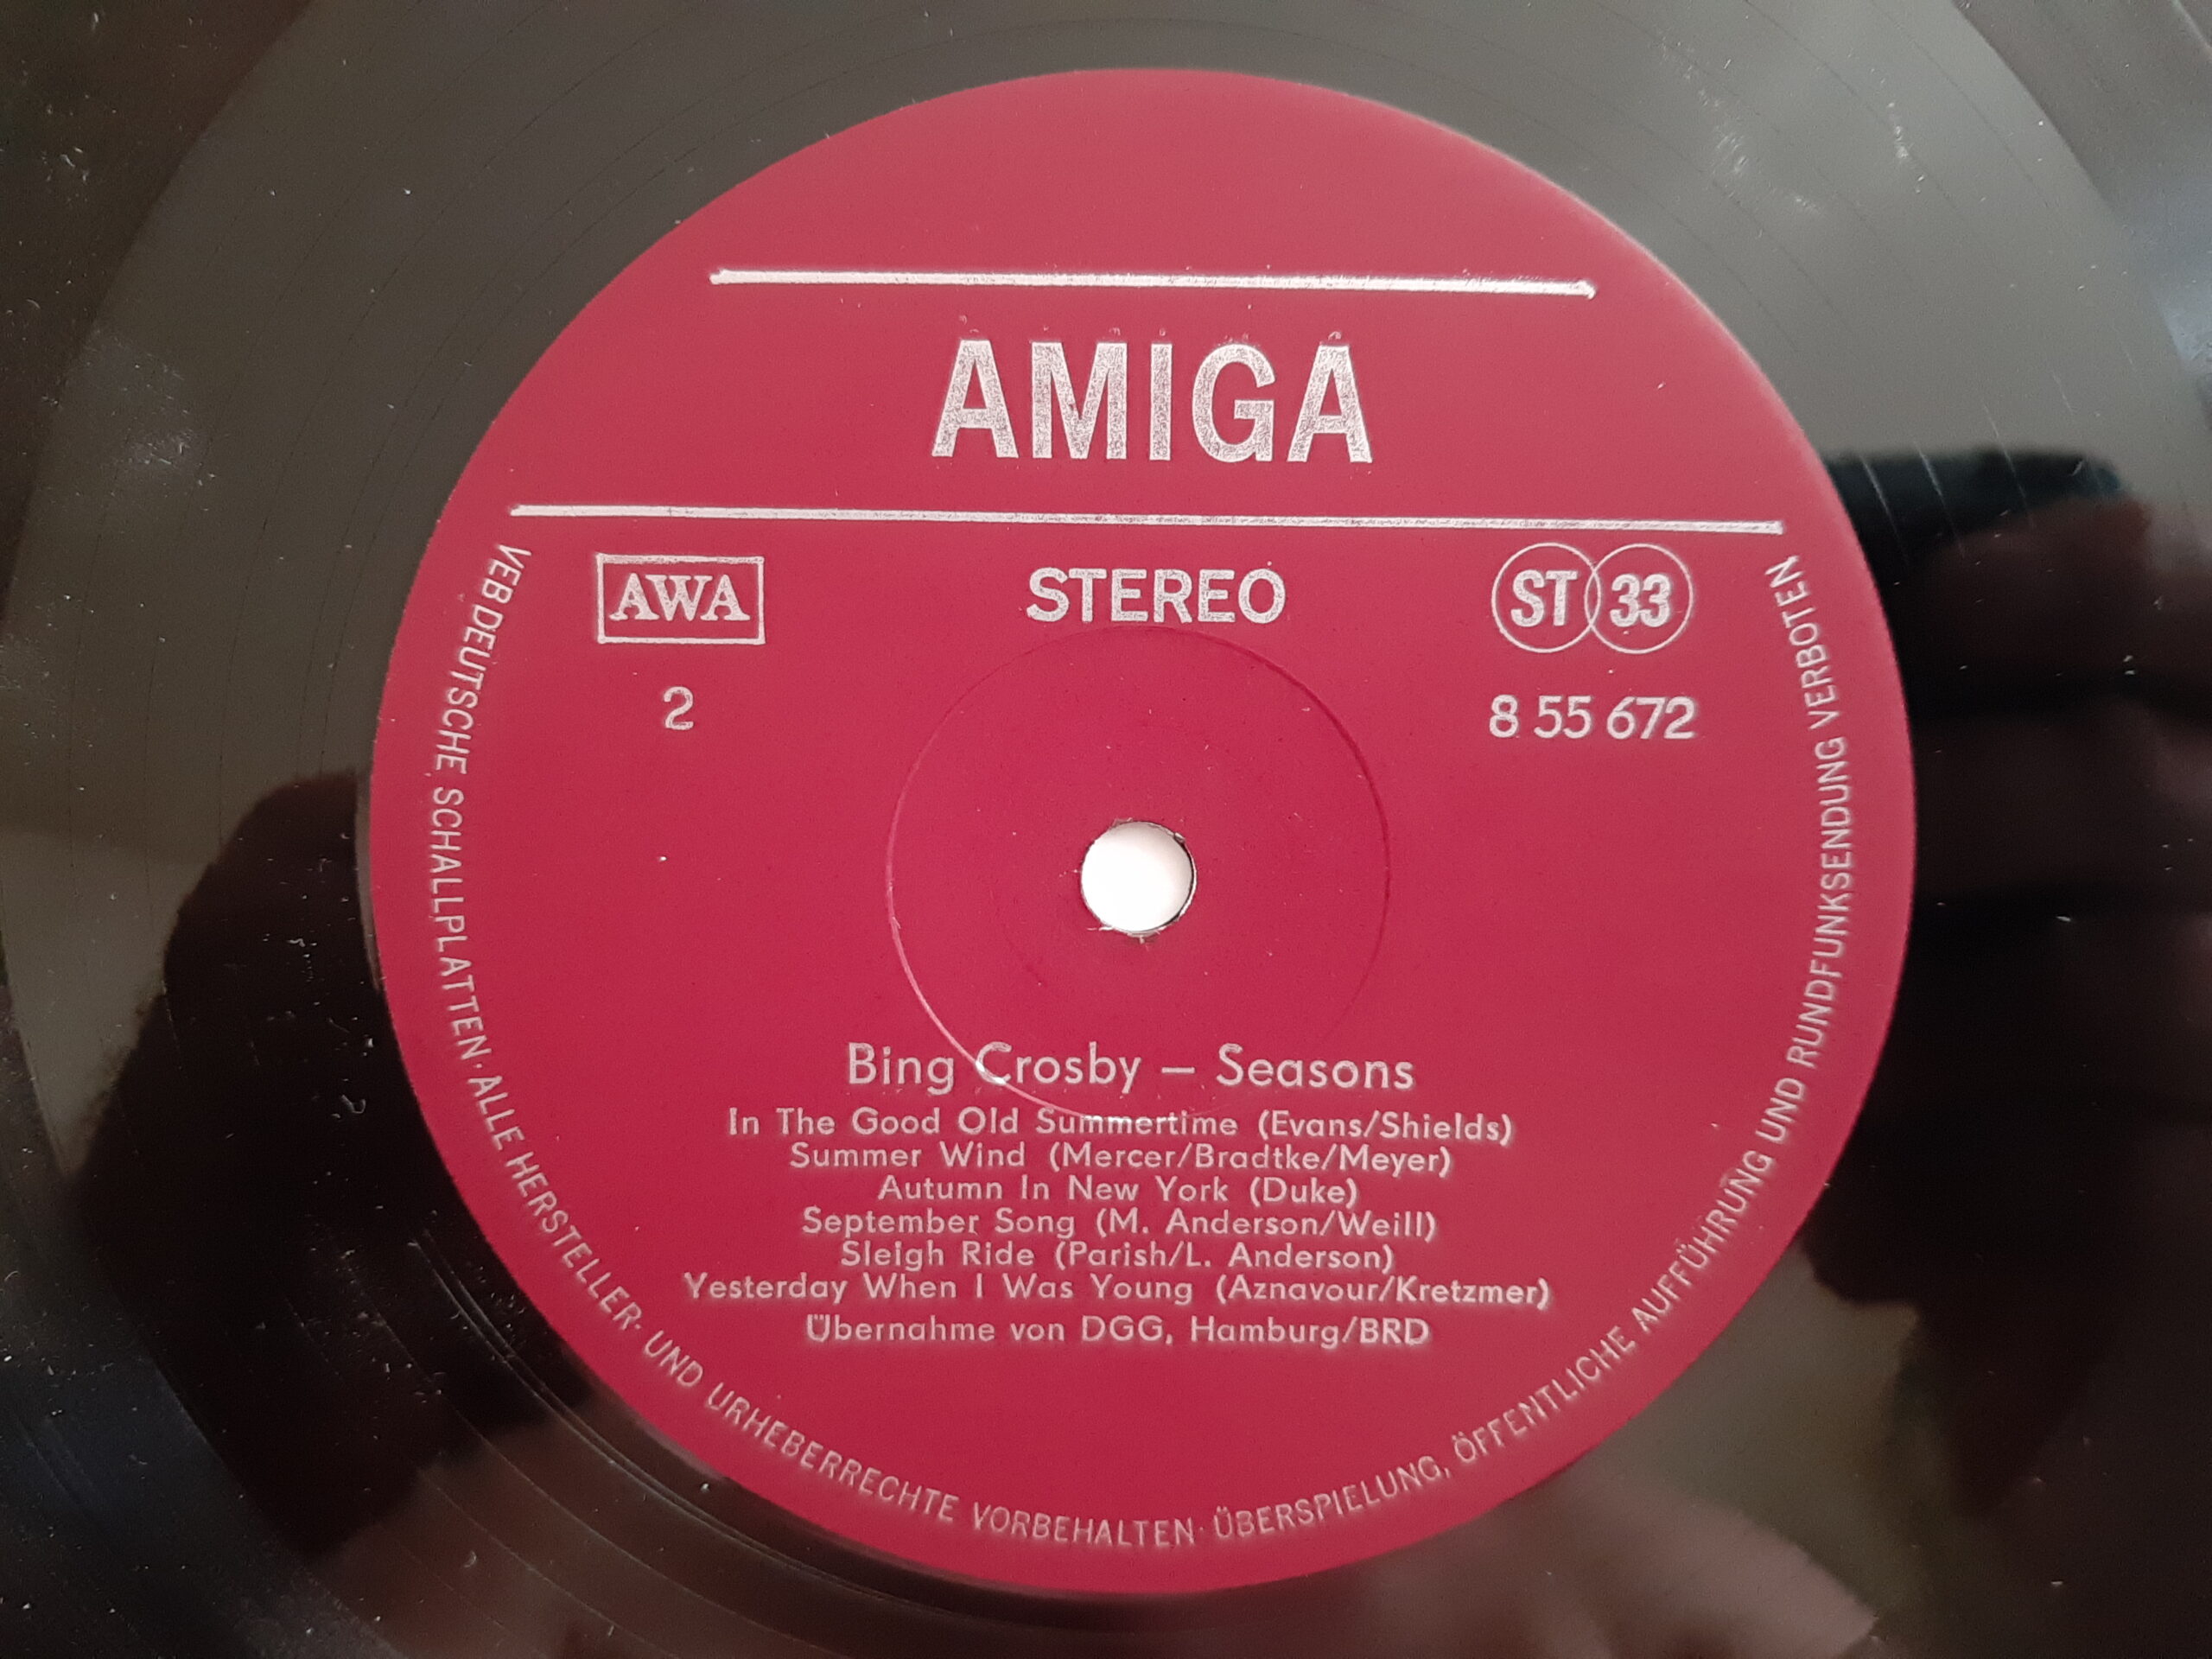 AMIGA
AWA
STEREO
ST 33
2
8 55 672
Bing Crosby – Seasons
In The Good Old Summertime (Evans/Shields)
Summer Wind (Mercer/Bradtke/Meyer)
Autumn In New York (Duke)
September Song (M. Anderson/Weill)
Sleigh Ride (Parish/L. Anderson)
Yesterday When I Was Young (Aznavour/Kretzmer)
Übernahme von DGG, Hamburg/BRD
VEB DEUTSCHE SCHALLPLATTEN · ALLE HERSTELLER- UND URHEBERRECHTE VORBEHALTEN · ÜBERSPIELUNG, ÖFFENTLICHE AUFFÜHRUNG UND RUNDFUNKSENDUNG VERBOTEN